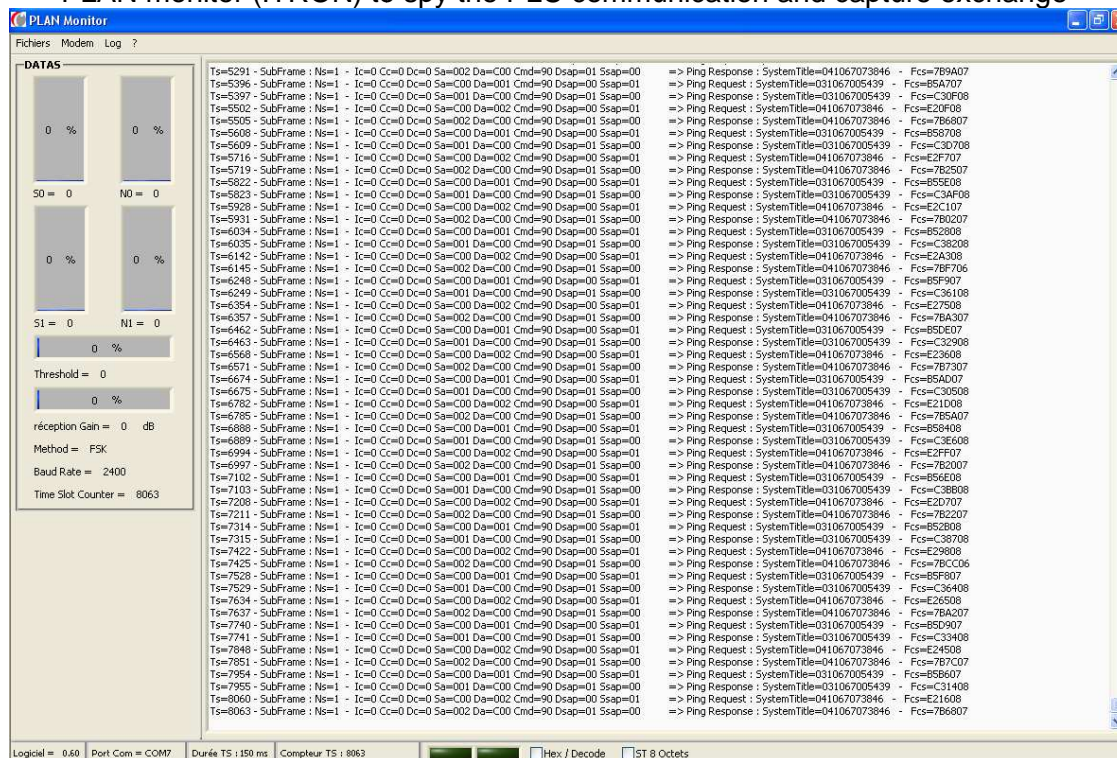 PLAN Monitor (ITRON) to spy the PLC communication and capture exchange
PLAN Monitor
Fichiers Modem Log ?
DATAS
0 % 0 %
S0 = 0 N0 = 0
0 % 0 %
S1 = 0 N1 = 0
0 %
Threshold = 0
0 %
réception Gain = 0 dB
Method = FSK
Baud Rate = 2400
Time Slot Counter = 8063
Ts=5291 - SubFrame : Ns=1 - Ic=0 Cc=0 Dc=0 Sa=002 Da=C00 Cmd=90 Dsap=01 Ssap=00 => Ping Response : SystemTitle=041067073846 - Fcs=7B9A07
Ts=5396 - SubFrame : Ns=1 - Ic=0 Cc=0 Dc=0 Sa=C00 Da=001 Cmd=90 Dsap=00 Ssap=01 => Ping Request : SystemTitle=031067005439 - Fcs=B5A707
Ts=5397 - SubFrame : Ns=1 - Ic=0 Cc=0 Dc=0 Sa=001 Da=C00 Cmd=90 Dsap=01 Ssap=00 => Ping Response : SystemTitle=031067005439 - Fcs=C30F08
Ts=5502 - SubFrame : Ns=1 - Ic=0 Cc=0 Dc=0 Sa=C00 Da=002 Cmd=90 Dsap=00 Ssap=01 => Ping Request : SystemTitle=041067073846 - Fcs=E20F08
Ts=5505 - SubFrame : Ns=1 - Ic=0 Cc=0 Dc=0 Sa=002 Da=C00 Cmd=90 Dsap=01 Ssap=00 => Ping Response : SystemTitle=041067073846 - Fcs=7B6807
Ts=5608 - SubFrame : Ns=1 - Ic=0 Cc=0 Dc=0 Sa=C00 Da=001 Cmd=90 Dsap=00 Ssap=01 => Ping Request : SystemTitle=031067005439 - Fcs=B58708
Ts=5609 - SubFrame : Ns=1 - Ic=0 Cc=0 Dc=0 Sa=001 Da=C00 Cmd=90 Dsap=01 Ssap=00 => Ping Response : SystemTitle=031067005439 - Fcs=C3D708
Ts=5716 - SubFrame : Ns=1 - Ic=0 Cc=0 Dc=0 Sa=C00 Da=002 Cmd=90 Dsap=00 Ssap=01 => Ping Request : SystemTitle=041067073846 - Fcs=E2F707
Ts=5719 - SubFrame : Ns=1 - Ic=0 Cc=0 Dc=0 Sa=002 Da=C00 Cmd=90 Dsap=01 Ssap=00 => Ping Response : SystemTitle=041067073846 - Fcs=7B2507
Ts=5822 - SubFrame : Ns=1 - Ic=0 Cc=0 Dc=0 Sa=C00 Da=001 Cmd=90 Dsap=00 Ssap=01 => Ping Request : SystemTitle=031067005439 - Fcs=B55E08
Ts=5823 - SubFrame : Ns=1 - Ic=0 Cc=0 Dc=0 Sa=001 Da=C00 Cmd=90 Dsap=01 Ssap=00 => Ping Response : SystemTitle=031067005439 - Fcs=C3AF08
Ts=5928 - SubFrame : Ns=1 - Ic=0 Cc=0 Dc=0 Sa=C00 Da=002 Cmd=90 Dsap=00 Ssap=01 => Ping Request : SystemTitle=041067073846 - Fcs=E2C107
Ts=5931 - SubFrame : Ns=1 - Ic=0 Cc=0 Dc=0 Sa=002 Da=C00 Cmd=90 Dsap=01 Ssap=00 => Ping Response : SystemTitle=041067073846 - Fcs=7B0207
Ts=6034 - SubFrame : Ns=1 - Ic=0 Cc=0 Dc=0 Sa=C00 Da=001 Cmd=90 Dsap=00 Ssap=01 => Ping Request : SystemTitle=031067005439 - Fcs=B52808
Ts=6035 - SubFrame : Ns=1 - Ic=0 Cc=0 Dc=0 Sa=001 Da=C00 Cmd=90 Dsap=01 Ssap=00 => Ping Response : SystemTitle=031067005439 - Fcs=C38208
Ts=6142 - SubFrame : Ns=1 - Ic=0 Cc=0 Dc=0 Sa=C00 Da=002 Cmd=90 Dsap=00 Ssap=01 => Ping Request : SystemTitle=041067073846 - Fcs=E2A308
Ts=6145 - SubFrame : Ns=1 - Ic=0 Cc=0 Dc=0 Sa=002 Da=C00 Cmd=90 Dsap=01 Ssap=00 => Ping Response : SystemTitle=041067073846 - Fcs=7BF706
Ts=6248 - SubFrame : Ns=1 - Ic=0 Cc=0 Dc=0 Sa=C00 Da=001 Cmd=90 Dsap=00 Ssap=01 => Ping Request : SystemTitle=031067005439 - Fcs=B5F907
Ts=6249 - SubFrame : Ns=1 - Ic=0 Cc=0 Dc=0 Sa=001 Da=C00 Cmd=90 Dsap=01 Ssap=00 => Ping Response : SystemTitle=031067005439 - Fcs=C36108
Ts=6354 - SubFrame : Ns=1 - Ic=0 Cc=0 Dc=0 Sa=C00 Da=002 Cmd=90 Dsap=00 Ssap=01 => Ping Request : SystemTitle=041067073846 - Fcs=E27508
Ts=6357 - SubFrame : Ns=1 - Ic=0 Cc=0 Dc=0 Sa=002 Da=C00 Cmd=90 Dsap=01 Ssap=00 => Ping Response : SystemTitle=041067073846 - Fcs=7BA307
Ts=6462 - SubFrame : Ns=1 - Ic=0 Cc=0 Dc=0 Sa=C00 Da=001 Cmd=90 Dsap=00 Ssap=01 => Ping Request : SystemTitle=031067005439 - Fcs=B5DE07
Ts=6463 - SubFrame : Ns=1 - Ic=0 Cc=0 Dc=0 Sa=001 Da=C00 Cmd=90 Dsap=01 Ssap=00 => Ping Response : SystemTitle=031067005439 - Fcs=C32908
Ts=6568 - SubFrame : Ns=1 - Ic=0 Cc=0 Dc=0 Sa=C00 Da=002 Cmd=90 Dsap=00 Ssap=01 => Ping Request : SystemTitle=041067073846 - Fcs=E23608
Ts=6571 - SubFrame : Ns=1 - Ic=0 Cc=0 Dc=0 Sa=002 Da=C00 Cmd=90 Dsap=01 Ssap=00 => Ping Response : SystemTitle=041067073846 - Fcs=7B7307
Ts=6674 - SubFrame : Ns=1 - Ic=0 Cc=0 Dc=0 Sa=C00 Da=001 Cmd=90 Dsap=00 Ssap=01 => Ping Request : SystemTitle=031067005439 - Fcs=B5AD07
Ts=6675 - SubFrame : Ns=1 - Ic=0 Cc=0 Dc=0 Sa=001 Da=C00 Cmd=90 Dsap=01 Ssap=00 => Ping Response : SystemTitle=031067005439 - Fcs=C30508
Ts=6782 - SubFrame : Ns=1 - Ic=0 Cc=0 Dc=0 Sa=C00 Da=002 Cmd=90 Dsap=00 Ssap=01 => Ping Request : SystemTitle=041067073846 - Fcs=E21D08
Ts=6785 - SubFrame : Ns=1 - Ic=0 Cc=0 Dc=0 Sa=002 Da=C00 Cmd=90 Dsap=01 Ssap=00 => Ping Response : SystemTitle=041067073846 - Fcs=7B5A07
Ts=6888 - SubFrame : Ns=1 - Ic=0 Cc=0 Dc=0 Sa=C00 Da=001 Cmd=90 Dsap=00 Ssap=01 => Ping Request : SystemTitle=031067005439 - Fcs=B58408
Ts=6889 - SubFrame : Ns=1 - Ic=0 Cc=0 Dc=0 Sa=001 Da=C00 Cmd=90 Dsap=01 Ssap=00 => Ping Response : SystemTitle=031067005439 - Fcs=C3E608
Ts=6994 - SubFrame : Ns=1 - Ic=0 Cc=0 Dc=0 Sa=C00 Da=002 Cmd=90 Dsap=00 Ssap=01 => Ping Request : SystemTitle=041067073846 - Fcs=E2FF07
Ts=6997 - SubFrame : Ns=1 - Ic=0 Cc=0 Dc=0 Sa=002 Da=C00 Cmd=90 Dsap=01 Ssap=00 => Ping Response : SystemTitle=041067073846 - Fcs=7B2007
Ts=7102 - SubFrame : Ns=1 - Ic=0 Cc=0 Dc=0 Sa=C00 Da=001 Cmd=90 Dsap=00 Ssap=01 => Ping Request : SystemTitle=031067005439 - Fcs=B56E08
Ts=7103 - SubFrame : Ns=1 - Ic=0 Cc=0 Dc=0 Sa=001 Da=C00 Cmd=90 Dsap=01 Ssap=00 => Ping Response : SystemTitle=031067005439 - Fcs=C3BB08
Ts=7208 - SubFrame : Ns=1 - Ic=0 Cc=0 Dc=0 Sa=C00 Da=002 Cmd=90 Dsap=00 Ssap=01 => Ping Request : SystemTitle=041067073846 - Fcs=E2D707
Ts=7211 - SubFrame : Ns=1 - Ic=0 Cc=0 Dc=0 Sa=002 Da=C00 Cmd=90 Dsap=01 Ssap=00 => Ping Response : SystemTitle=041067073846 - Fcs=7B2207
Ts=7314 - SubFrame : Ns=1 - Ic=0 Cc=0 Dc=0 Sa=C00 Da=001 Cmd=90 Dsap=00 Ssap=01 => Ping Request : SystemTitle=031067005439 - Fcs=B52B08
Ts=7315 - SubFrame : Ns=1 - Ic=0 Cc=0 Dc=0 Sa=001 Da=C00 Cmd=90 Dsap=01 Ssap=00 => Ping Response : SystemTitle=031067005439 - Fcs=C38708
Ts=7422 - SubFrame : Ns=1 - Ic=0 Cc=0 Dc=0 Sa=C00 Da=002 Cmd=90 Dsap=00 Ssap=01 => Ping Request : SystemTitle=041067073846 - Fcs=E29808
Ts=7425 - SubFrame : Ns=1 - Ic=0 Cc=0 Dc=0 Sa=002 Da=C00 Cmd=90 Dsap=01 Ssap=00 => Ping Response : SystemTitle=041067073846 - Fcs=7BCC06
Ts=7528 - SubFrame : Ns=1 - Ic=0 Cc=0 Dc=0 Sa=C00 Da=001 Cmd=90 Dsap=00 Ssap=01 => Ping Request : SystemTitle=031067005439 - Fcs=B5F807
Ts=7529 - SubFrame : Ns=1 - Ic=0 Cc=0 Dc=0 Sa=001 Da=C00 Cmd=90 Dsap=01 Ssap=00 => Ping Response : SystemTitle=031067005439 - Fcs=C36408
Ts=7634 - SubFrame : Ns=1 - Ic=0 Cc=0 Dc=0 Sa=C00 Da=002 Cmd=90 Dsap=00 Ssap=01 => Ping Request : SystemTitle=041067073846 - Fcs=E26508
Ts=7637 - SubFrame : Ns=1 - Ic=0 Cc=0 Dc=0 Sa=002 Da=C00 Cmd=90 Dsap=01 Ssap=00 => Ping Response : SystemTitle=041067073846 - Fcs=7BA207
Ts=7740 - SubFrame : Ns=1 - Ic=0 Cc=0 Dc=0 Sa=C00 Da=001 Cmd=90 Dsap=00 Ssap=01 => Ping Request : SystemTitle=031067005439 - Fcs=B5D907
Ts=7741 - SubFrame : Ns=1 - Ic=0 Cc=0 Dc=0 Sa=001 Da=C00 Cmd=90 Dsap=01 Ssap=00 => Ping Response : SystemTitle=031067005439 - Fcs=C33408
Ts=7848 - SubFrame : Ns=1 - Ic=0 Cc=0 Dc=0 Sa=C00 Da=002 Cmd=90 Dsap=00 Ssap=01 => Ping Request : SystemTitle=041067073846 - Fcs=E24508
Ts=7851 - SubFrame : Ns=1 - Ic=0 Cc=0 Dc=0 Sa=002 Da=C00 Cmd=90 Dsap=01 Ssap=00 => Ping Response : SystemTitle=041067073846 - Fcs=7B7C07
Ts=7954 - SubFrame : Ns=1 - Ic=0 Cc=0 Dc=0 Sa=C00 Da=001 Cmd=90 Dsap=00 Ssap=01 => Ping Request : SystemTitle=031067005439 - Fcs=B5B607
Ts=7955 - SubFrame : Ns=1 - Ic=0 Cc=0 Dc=0 Sa=001 Da=C00 Cmd=90 Dsap=01 Ssap=00 => Ping Response : SystemTitle=031067005439 - Fcs=C31408
Ts=8060 - SubFrame : Ns=1 - Ic=0 Cc=0 Dc=0 Sa=C00 Da=002 Cmd=90 Dsap=00 Ssap=01 => Ping Request : SystemTitle=041067073846 - Fcs=E21608
Ts=8063 - SubFrame : Ns=1 - Ic=0 Cc=0 Dc=0 Sa=002 Da=C00 Cmd=90 Dsap=01 Ssap=00 => Ping Response : SystemTitle=041067073846 - Fcs=7B6807
Logiciel = 0.60 Port Com = COM7 Durée TS : 150 ms Compteur TS : 8063 Hex / Decode ST 8 Octets